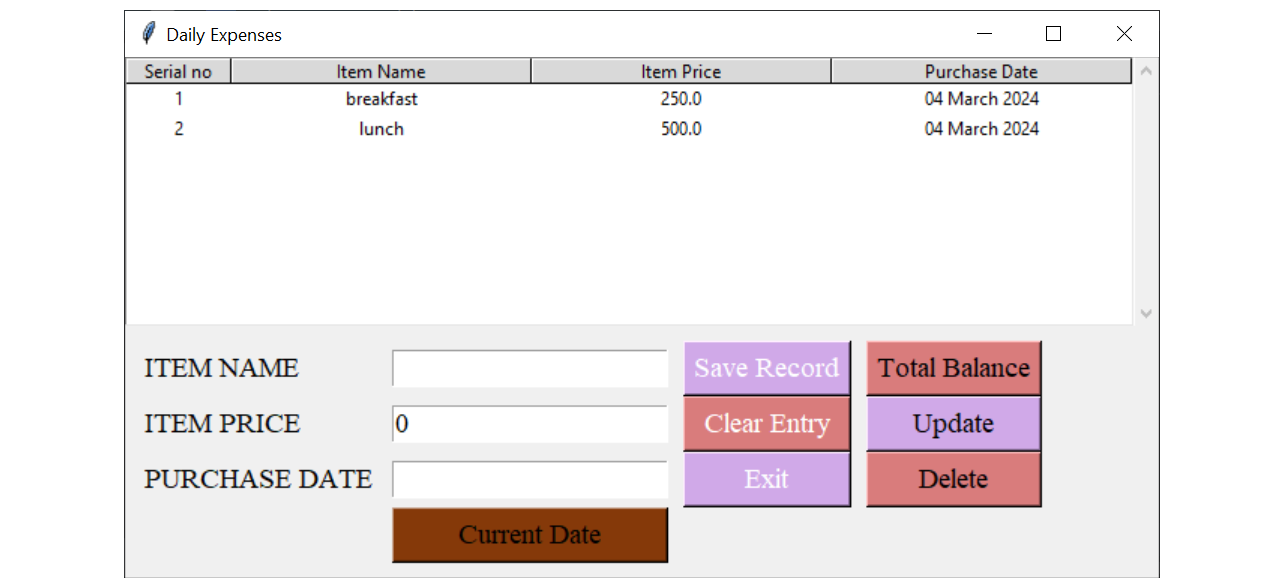 Daily Expenses
Serial no Item Name Item Price Purchase Date
1 breakfast 250.0 04 March 2024
2 lunch 500.0 04 March 2024
ITEM NAME Save Record Total Balance
ITEM PRICE 0 Clear Entry Update
PURCHASE DATE Exit Delete
Current Date